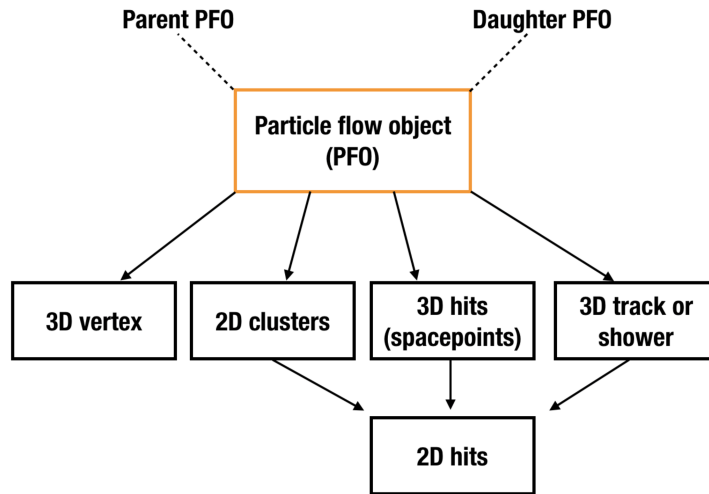 Parent PFO
Daughter PFO
Particle flow object
(PFO)
3D vertex
2D clusters
3D hits
(spacepoints)
3D track or
shower
2D hits